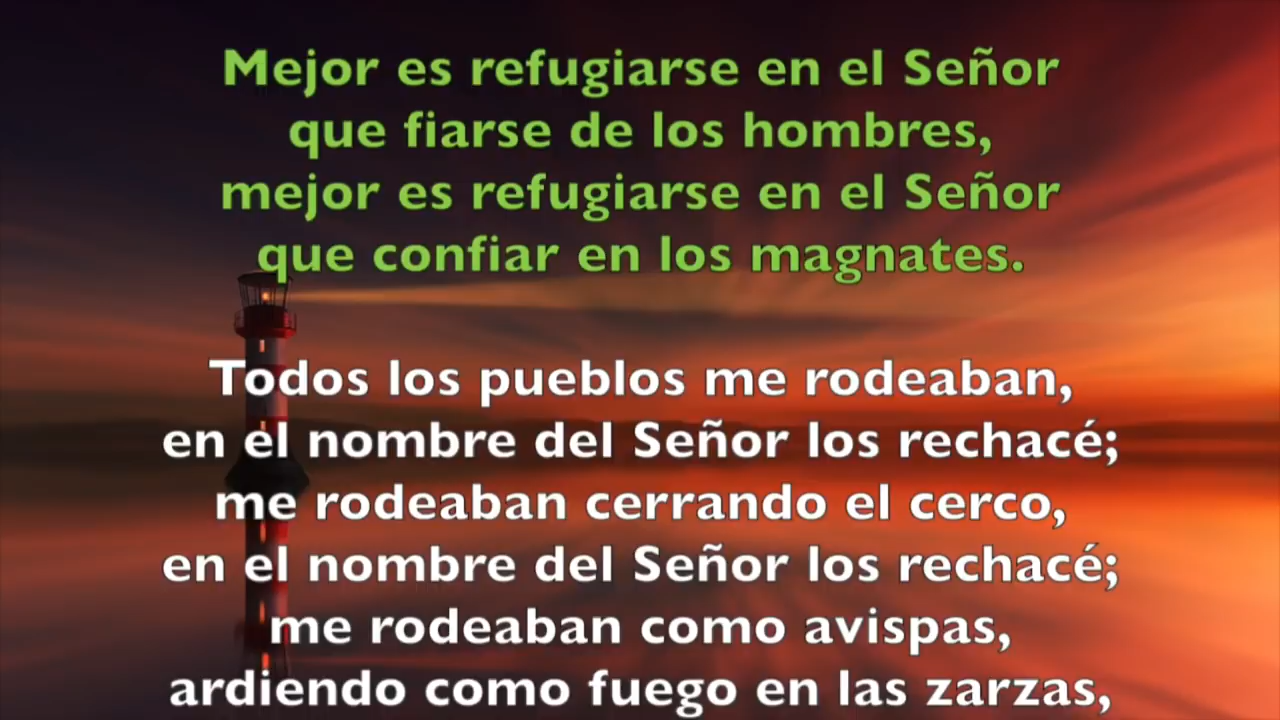 Mejor es refugiarse en el Señor
que fiarse de los hombres,
mejor es refugiarse en el Señor
que confiar en los magnates.
Todos los pueblos me rodeaban,
en el nombre del Señor los rechacé;
me rodeaban cerrando el cerco,
en el nombre del Señor los rechacé;
me rodeaban como avispas,
ardiendo como fuego en las zarzas,